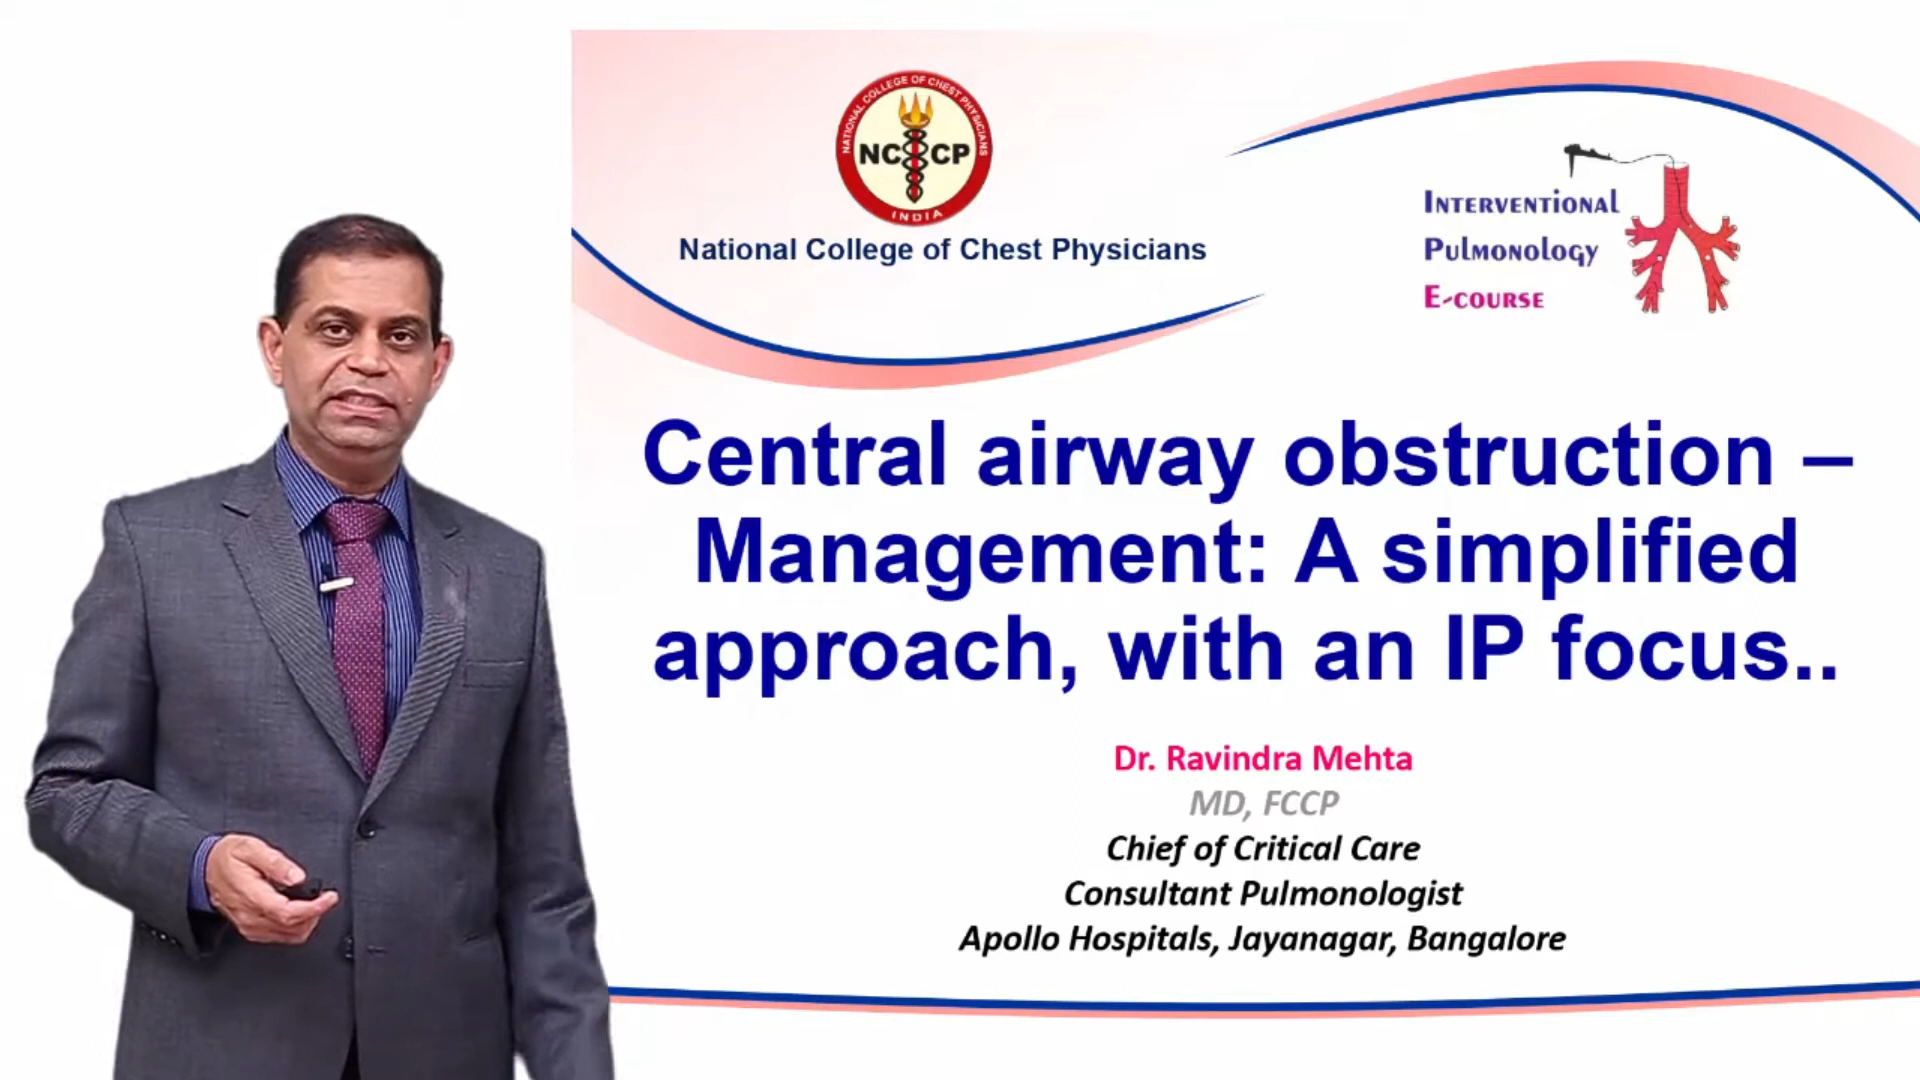 NATIONAL COLLEGE OF CHEST PHYSICIANS
NCCP
INDIA
National College of Chest Physicians
INTERVENTIONAL
PULMONOLOGY
E-COURSE
Central airway obstruction –
Management: A simplified
approach, with an IP focus..
Dr. Ravindra Mehta
MD, FCCP
Chief of Critical Care
Consultant Pulmonologist
Apollo Hospitals, Jayanagar, Bangalore